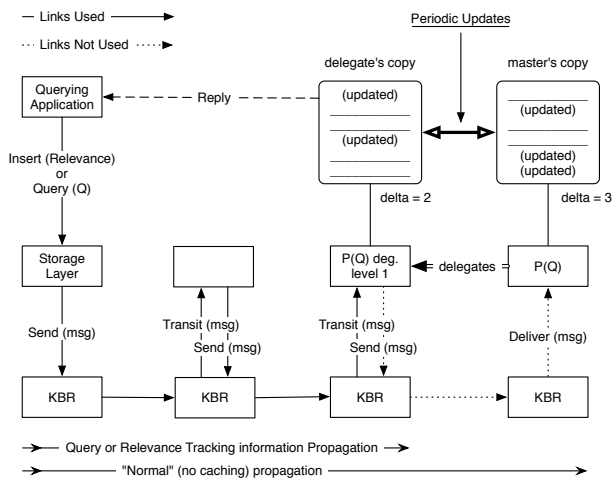 Links Used
Links Not Used
Periodic Updates
delegate's copy
master's copy
Querying
Application
Reply
(updated)
(updated)
(updated)
(updated)
(updated)
Insert (Relevance)
or
Query (Q)
delta = 2
delta = 3
Storage
Layer
P(Q) deg.
level 1
delegates
P(Q)
Send (msg)
Transit (msg)
Send (msg)
Transit (msg)
Send (msg)
Deliver (msg)
KBR
KBR
KBR
KBR
Query or Relevance Tracking information Propagation
"Normal" (no caching) propagation